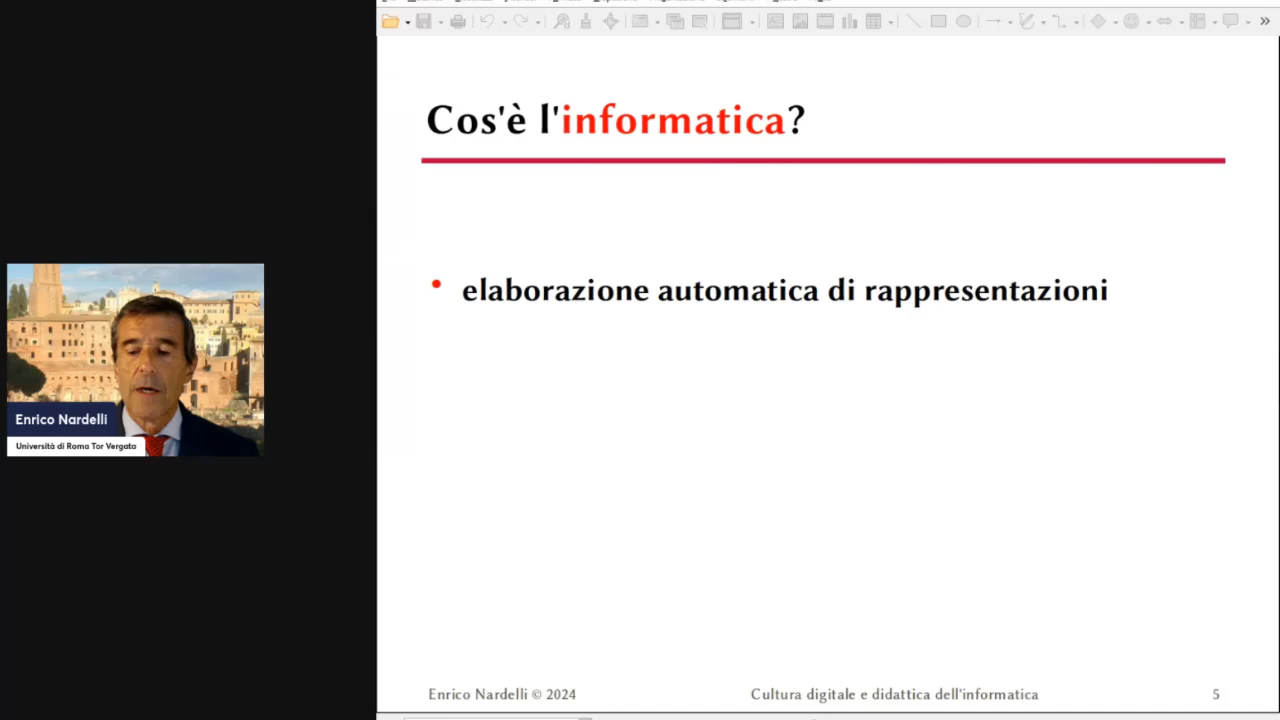 Cos'è l'informatica?
• elaborazione automatica di rappresentazioni
Enrico Nardelli
Università di Roma Tor Vergata
Enrico Nardelli © 2024 Cultura digitale e didattica dell'informatica 5